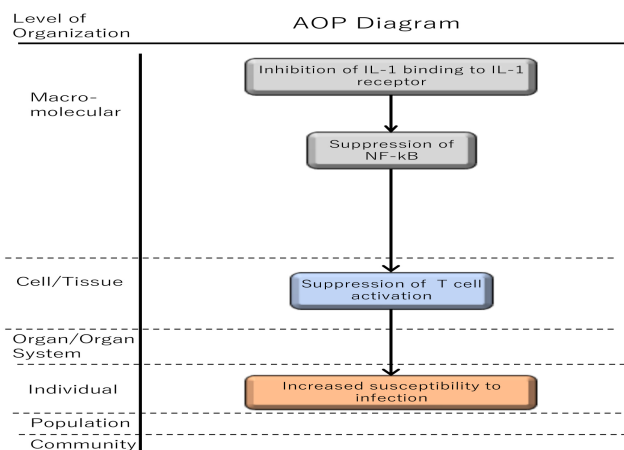 Level of
Organization
AOP Diagram
Macro-
molecular
Inhibition of IL-1 binding to IL-1
receptor
Suppression of
NF-kB
Cell/Tissue
Suppression of T cell
activation
Organ/Organ
System
Individual
Increased susceptibility to
infection
Population
Community